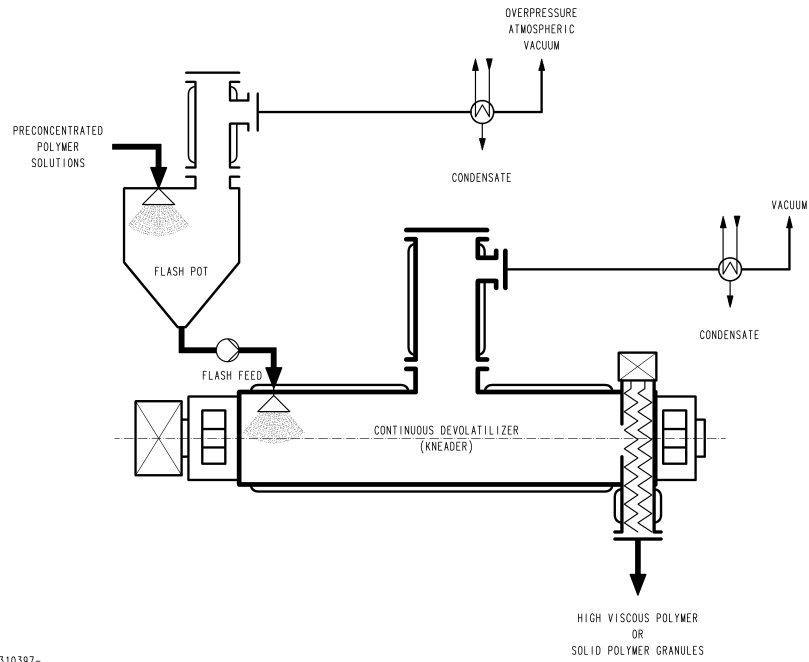 OVERPRESSURE
ATMOSPHERIC
VACUUM
PRECONCENTRATED
POLYMER
SOLUTIONS
CONDENSATE
FLASH POT
VACUUM
CONDENSATE
FLASH FEED
CONTINUOUS DEVOLATILIZER
(KNEADER)
HIGH VISCOUS POLYMER
OR
SOLID POLYMER GRANULES